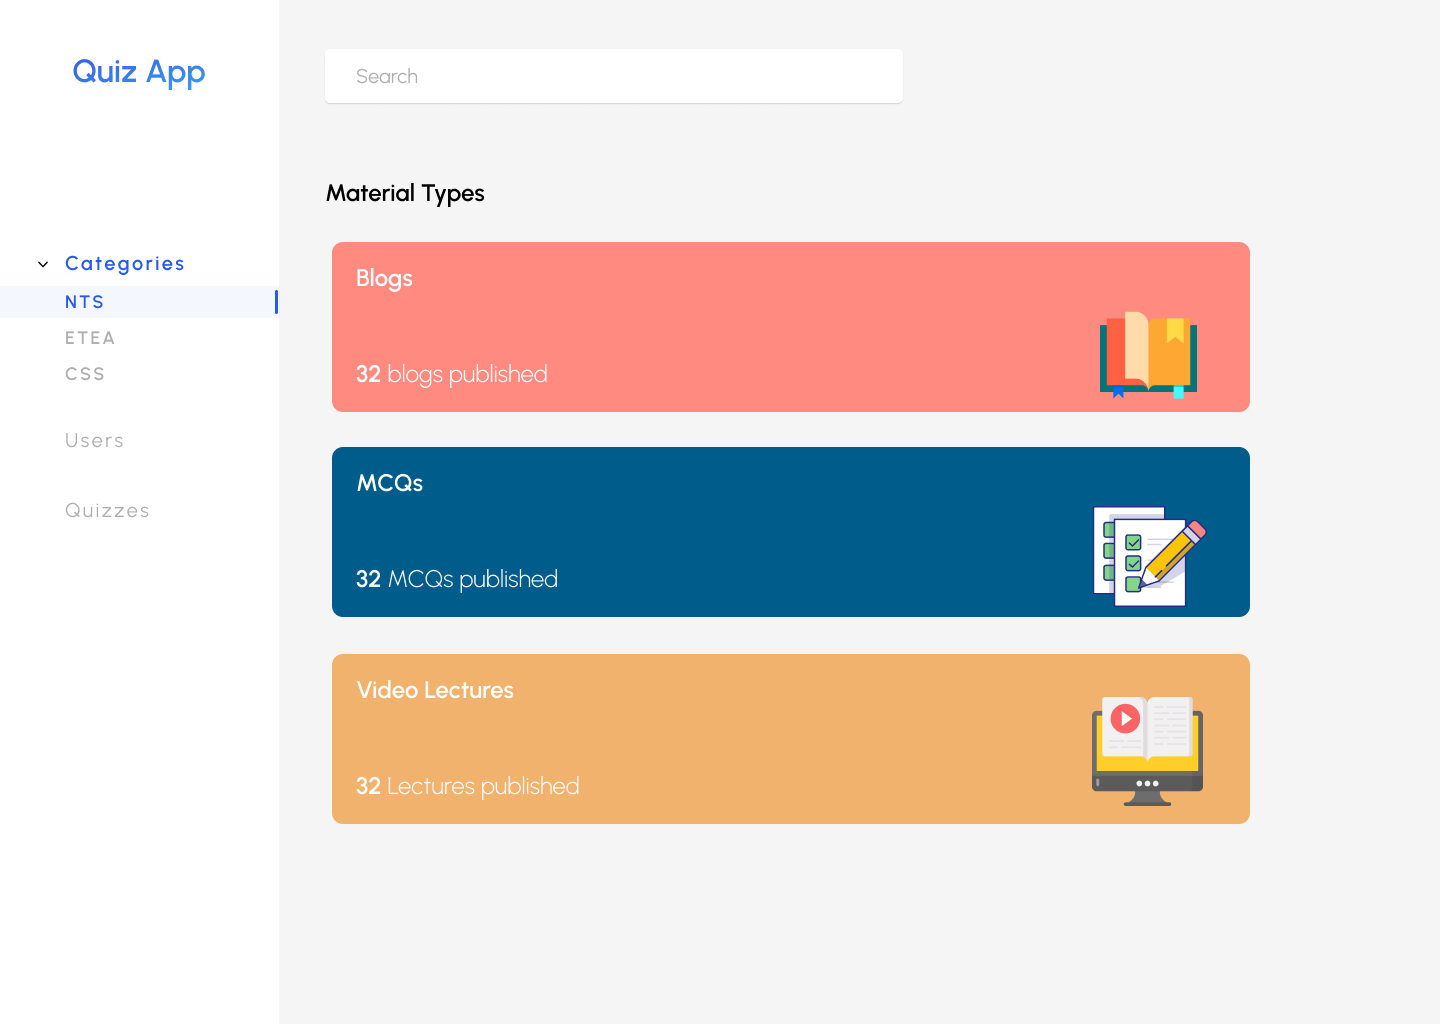 Quiz App
Categories
NTS
ETEA
CSS
Users
Quizzes
Search
Material Types
Blogs
32 blogs published
MCQs
32 MCQs published
Video Lectures
32 Lectures published